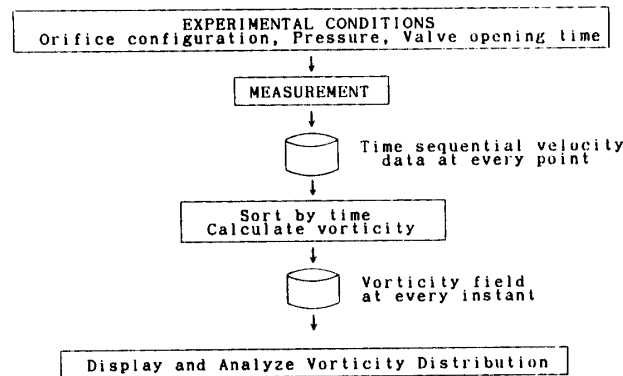 EXPERIMENTAL CONDITIONS
Orifice configuration, Pressure, Valve opening time
MEASUREMENT
Time sequential velocity
data at every point
Sort by time
Calculate vorticity
Vorticity field
at every instant
Display and Analyze Vorticity Distribution